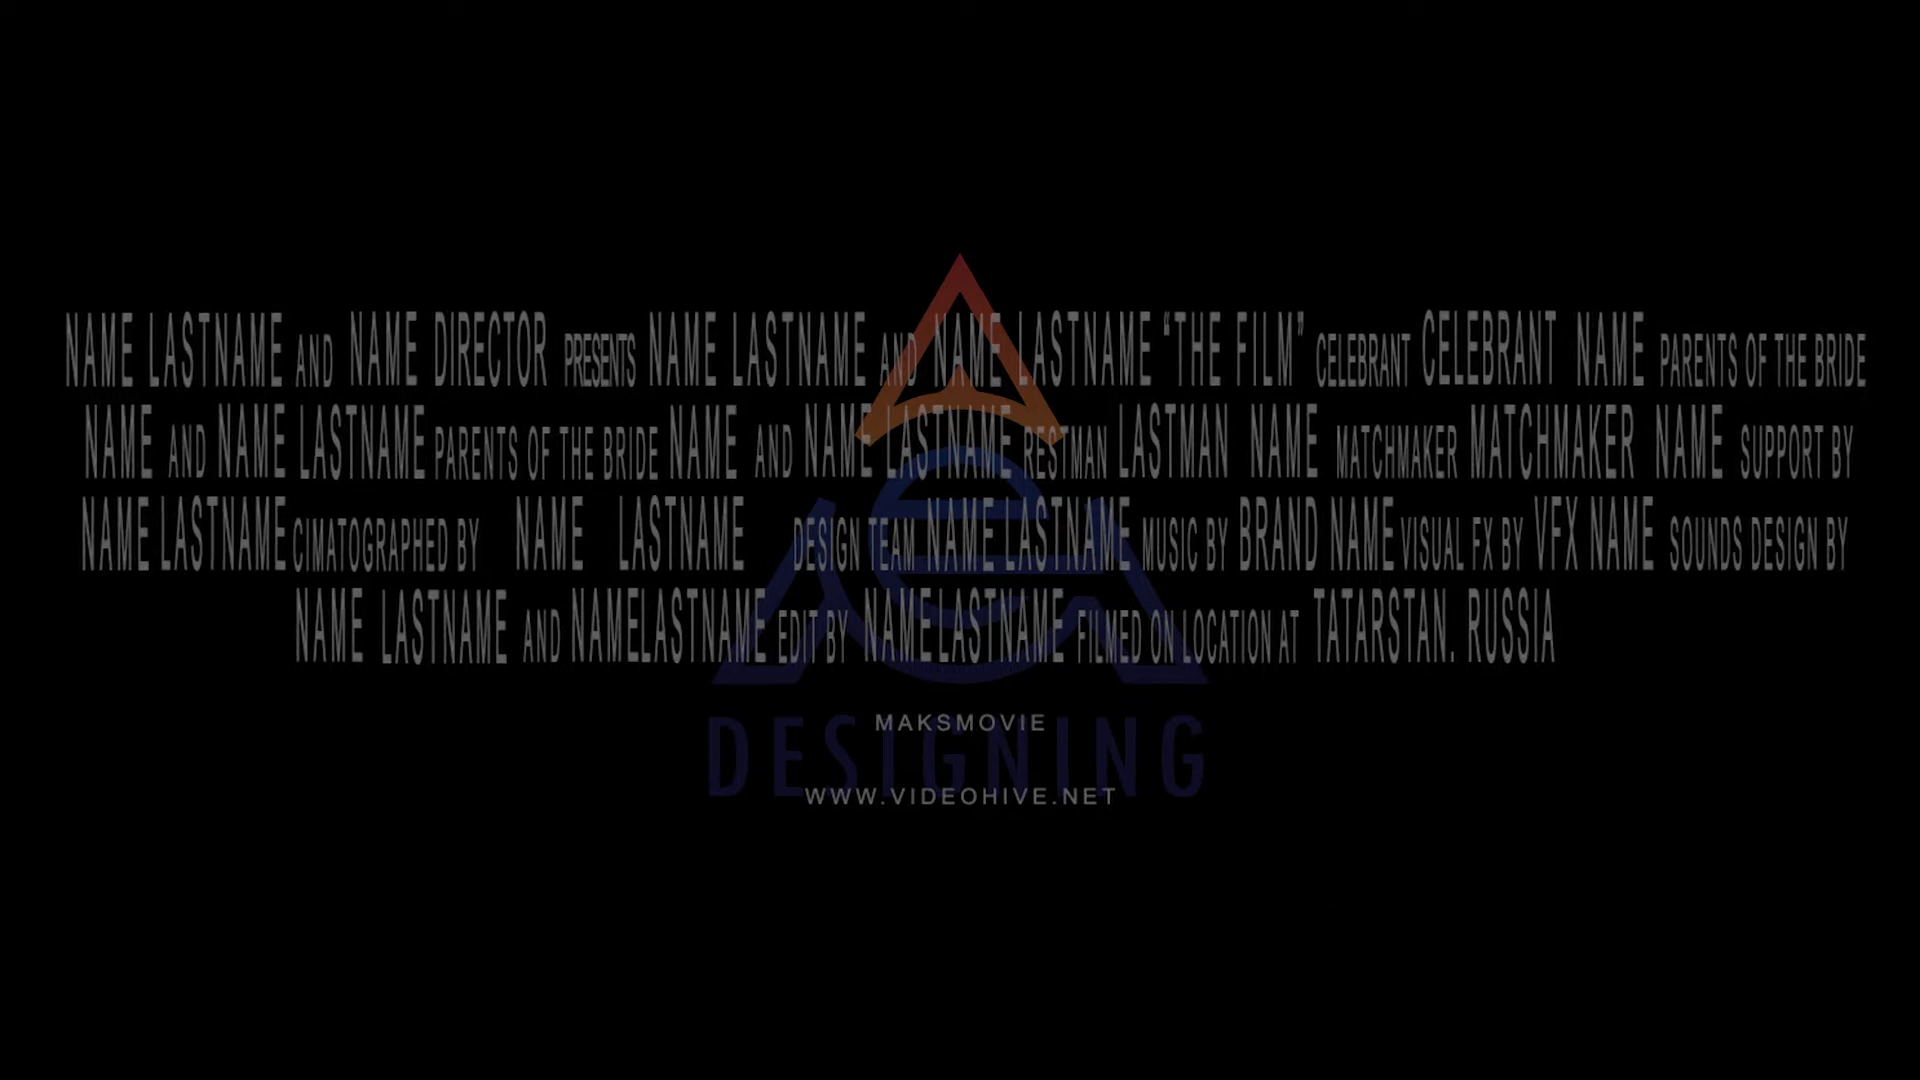 NAME LASTNAME AND NAME DIRECTOR PRESENTS NAME LASTNAME AND NAME LASTNAME “THE FILM” CELEBRANT CELEBRANT NAME PARENTS OF THE BRIDE
NAME AND NAME LASTNAME PARENTS OF THE BRIDE NAME AND NAME LASTNAME RESTMAN LASTMAN NAME MATCHMAKER MATCHMAKER NAME SUPPORT BY
NAME LASTNAME CIMATOGRAPHED BY NAME LASTNAME DESIGN TEAM NAME LASTNAME MUSIC BY BRAND NAME VISUAL FX BY VFX NAME SOUNDS DESIGN BY
NAME LASTNAME AND NAMELASTNAME EDIT BY NAMELASTNAME FILMED ON LOCATION AT TATARSTAN. RUSSIA
MAKSMOVIE
DESIGNING
WWW.VIDEOHIVE.NET